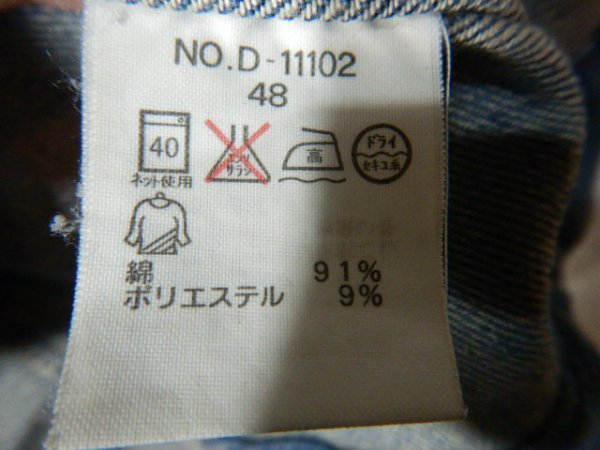 NO.D-11102
48
40
エンソ
サラシ
高
ドライ
セキユ系
ネット使用
綿 91%
ポリエステル 9%